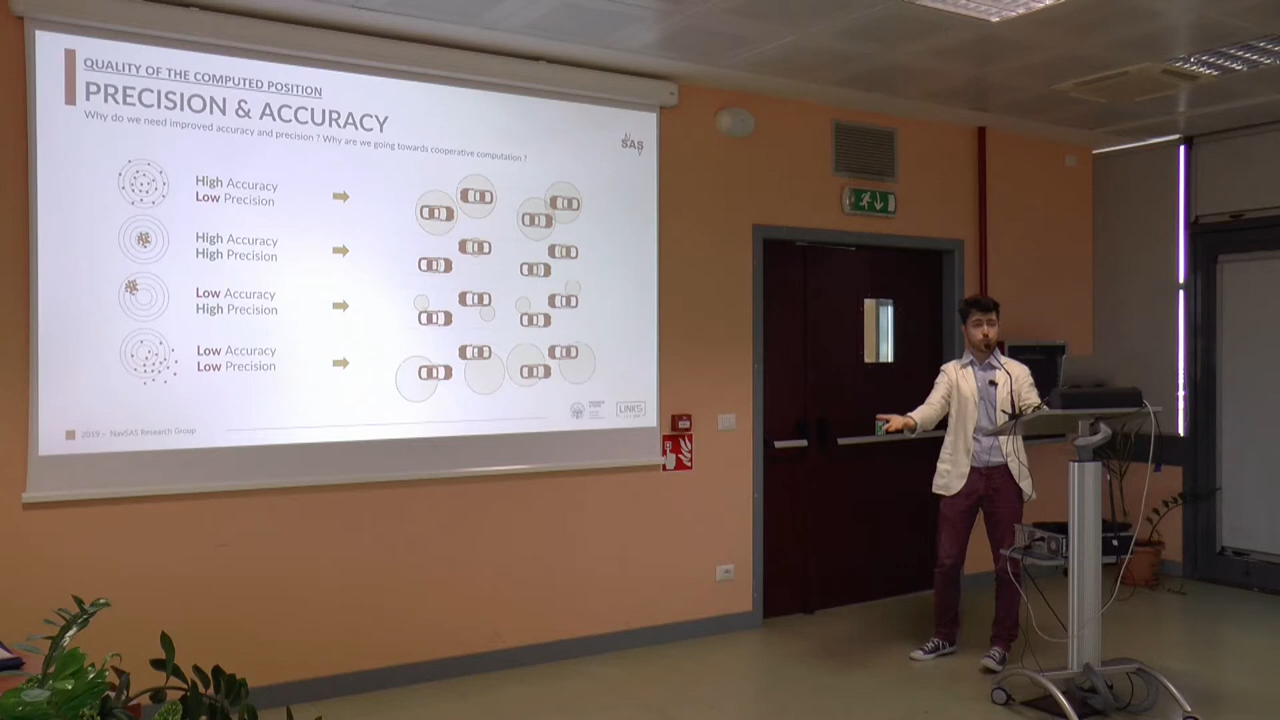 QUALITY OF THE COMPUTED POSITION
PRECISION & ACCURACY
Why do we need improved accuracy and precision ? Why are we going towards cooperative computation ?
SAS
High Accuracy
Low Precision
High Accuracy
High Precision
Low Accuracy
High Precision
Low Accuracy
Low Precision
LINKS
2019 – NavSAS Research Group